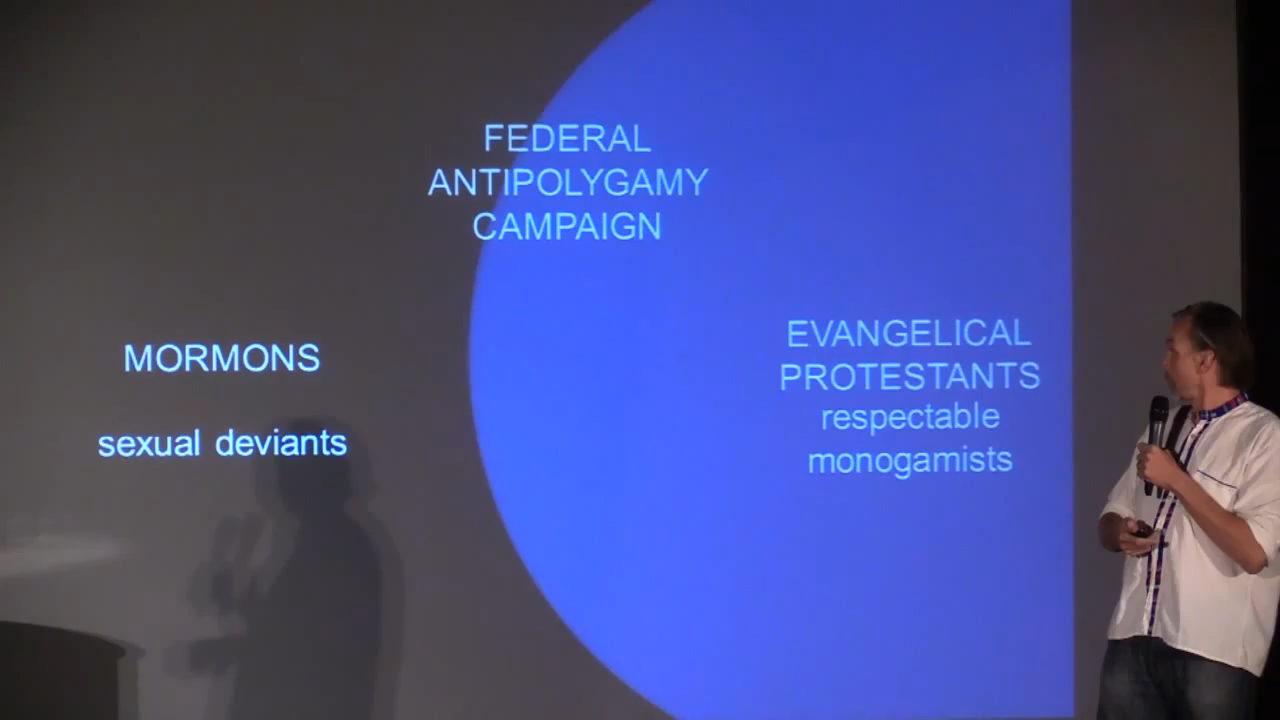 FEDERAL
ANTIPOLYGAMY
CAMPAIGN
MORMONS
sexual deviants
EVANGELICAL
PROTESTANTS
respectable
monogamists